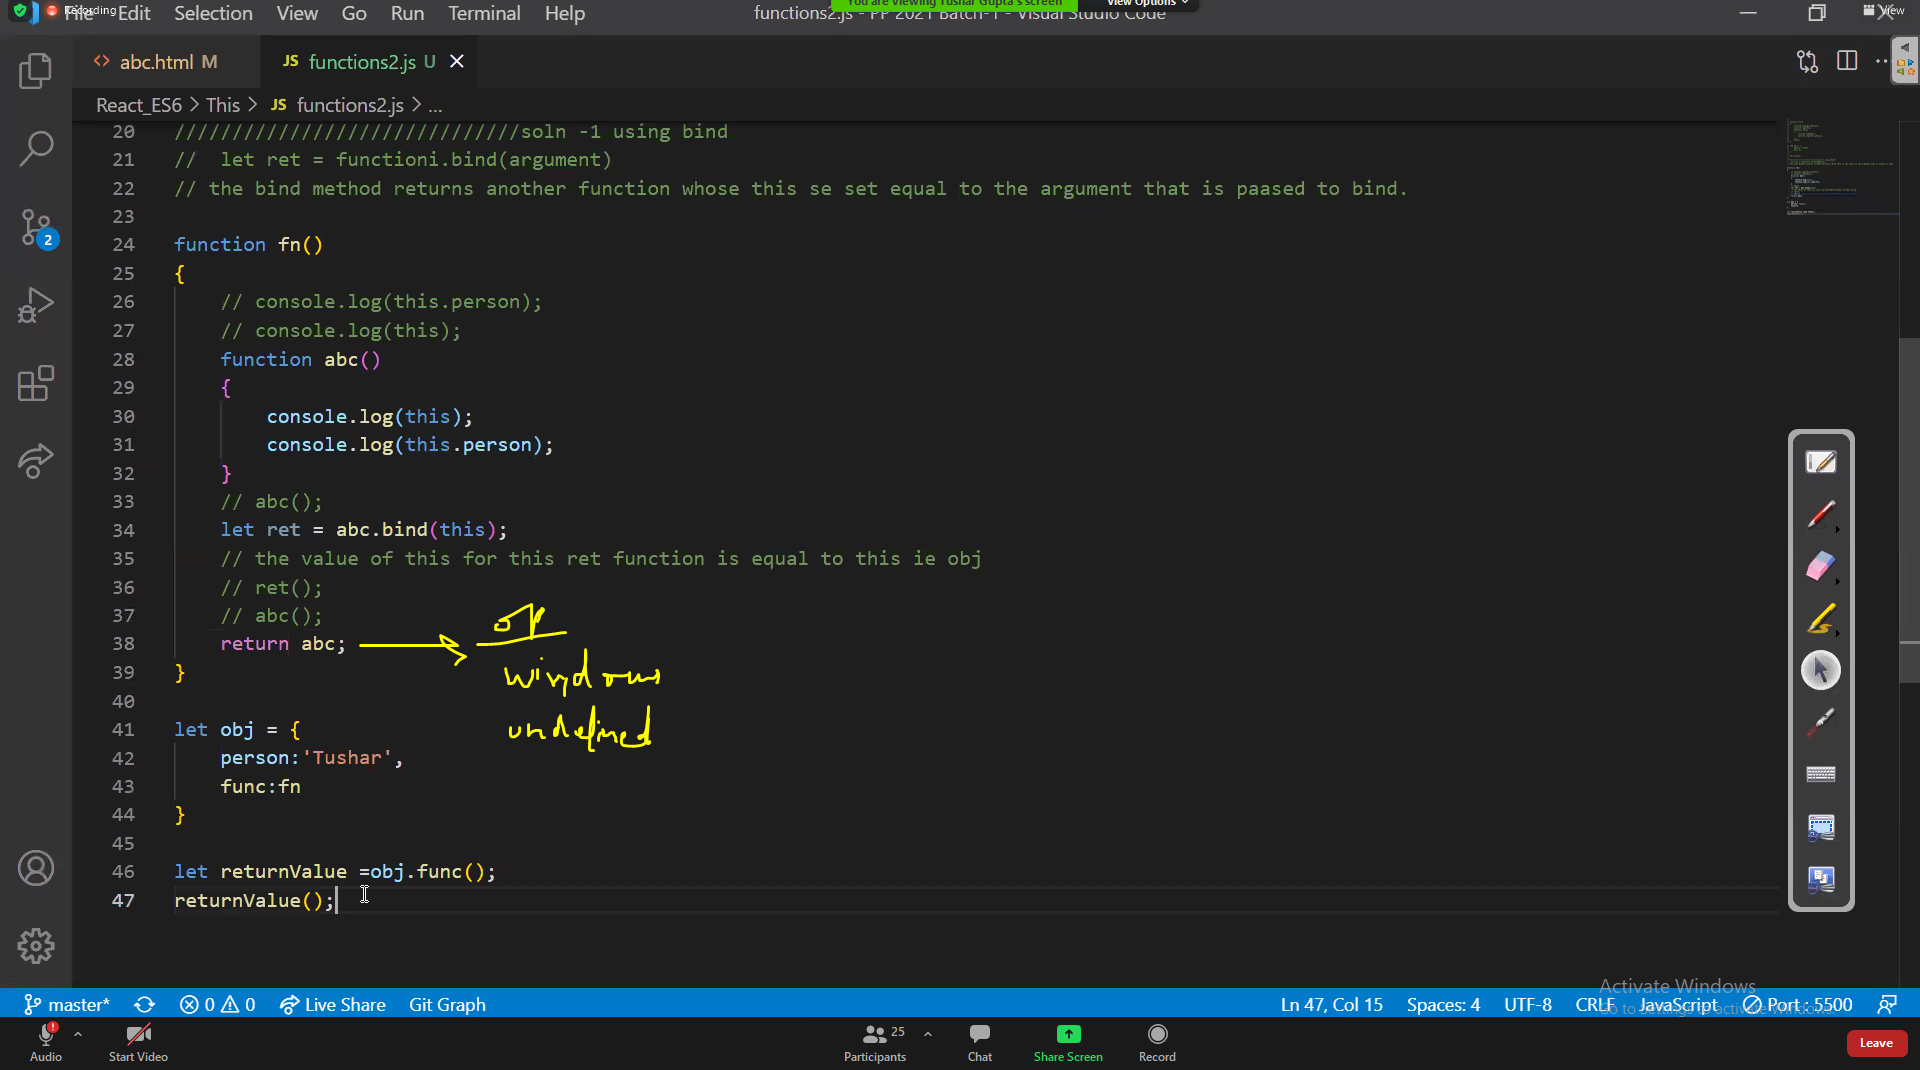 Recording
File Edit Selection View Go Run Terminal Help
functions2.js - PP 2021 Batch-1 - Visual Studio Code
You are viewing Tushar Gupta's screen
View Options
View
abc.html M
JS functions2.js U
React_ES6 > This > JS functions2.js > ...
20 //////////////////////////////soln -1 using bind
21 //  let ret = functioni.bind(argument)
22 // the bind method returns another function whose this se set equal to the argument that is paased to bind.
23
24 function fn()
25 {
26 // console.log(this.person);
27 // console.log(this);
28 function abc()
29 {
30 console.log(this);
31 console.log(this.person);
32 }
33 // abc();
34 let ret = abc.bind(this);
35 // the value of this for this ret function is equal to this ie obj
36 // ret();
37 // abc();
38 return abc;
39 }
40
41 let obj = {
42 person:'Tushar',
43 func:fn
44 }
45
46 let returnValue =obj.func();
47 returnValue();
o/p
windows
undefined
2
Activate Windows
Go to Settings to activate Windows.
master* 0 0 Live Share Git Graph
Ln 47, Col 15 Spaces: 4 UTF-8 CRLF JavaScript Port : 5500
Audio Start Video Participants 25 Chat Share Screen Record Leave